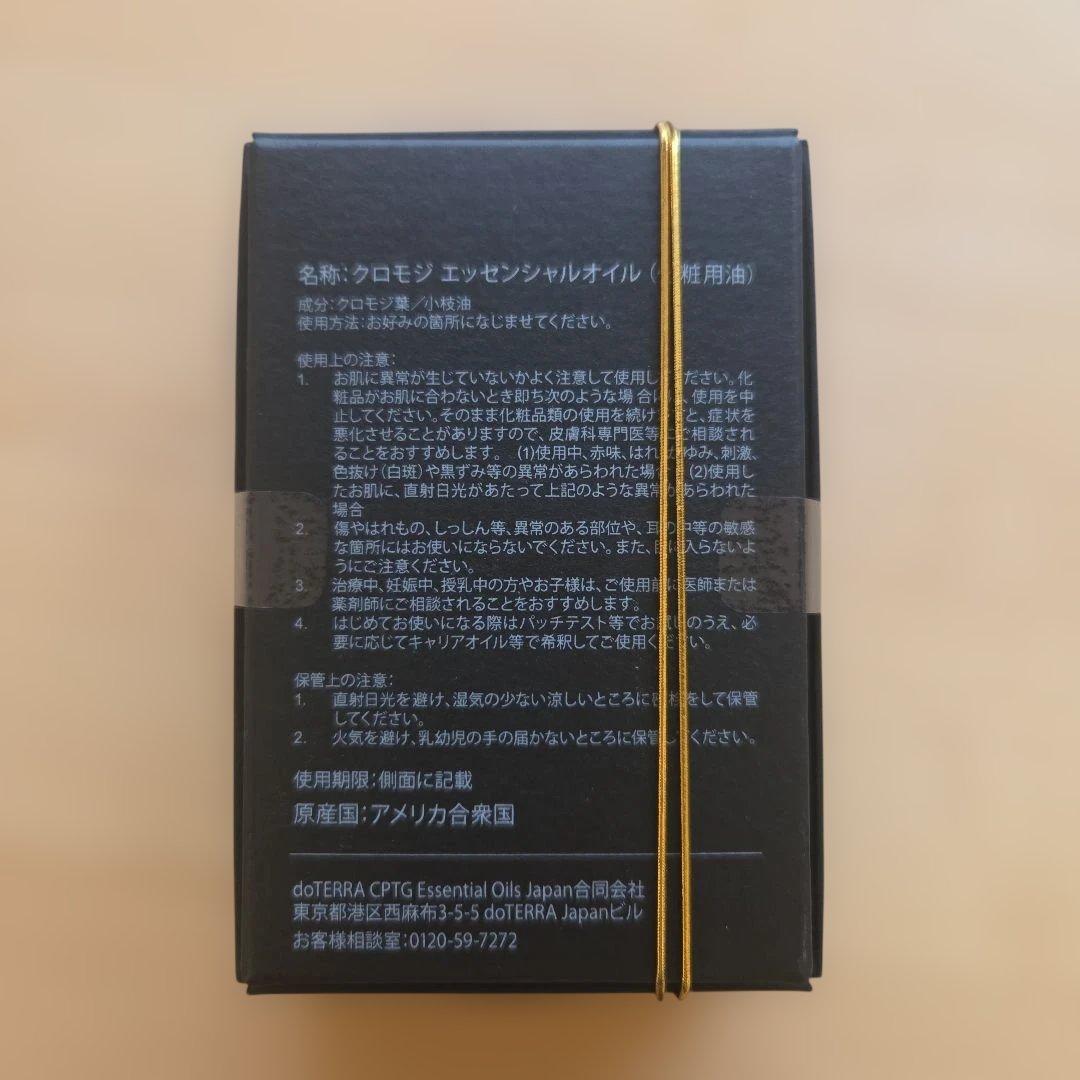 名称：クロモジ エッセンシャルオイル （化粧用油）
成分：クロモジ葉／小枝油
使用方法：お好みの箇所になじませてください。
使用上の注意：
1. お肌に異常が生じていないかよく注意して使用してください。化
粧品がお肌に合わないとき即ち次のような場合には、使用を中
止してください。そのまま化粧品類の使用を続けますと、症状を
悪化させることがありますので、皮膚科専門医等にご相談され
ることをおすすめします。 (1)使用中、赤味、はれ、かゆみ、刺激、
色抜け（白斑）や黒ずみ等の異常があらわれた場合 (2)使用し
たお肌に、直射日光があたって上記のような異常があらわれた
場合
2. 傷やはれもの、しっしん等、異常のある部位や、耳の中等の敏感
な箇所にはお使いにならないでください。また、目に入らないよ
うにご注意ください。
3. 治療中、妊娠中、授乳中の方やお子様は、ご使用前に医師または
薬剤師にご相談されることをおすすめします。
4. はじめてお使いになる際はパッチテスト等でお試しのうえ、必
要に応じてキャリアオイル等で希釈してご使用ください。
保管上の注意：
1. 直射日光を避け、湿気の少ない涼しいところに密栓をして保管
してください。
2. 火気を避け、乳幼児の手の届かないところに保管してください。
使用期限：側面に記載
原産国：アメリカ合衆国
doTERRA CPTG Essential Oils Japan合同会社
東京都港区西麻布3-5-5 doTERRA Japanビル
お客様相談室：0120-59-7272